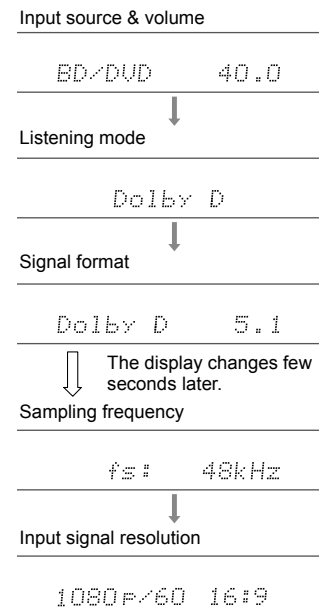 Input source & volume
BD/DVD 40.0
Listening mode
Dolby D
Signal format
Dolby D 5.1
The display changes few
seconds later.
Sampling frequency
fs: 48kHz
Input signal resolution
1080p/60 16:9